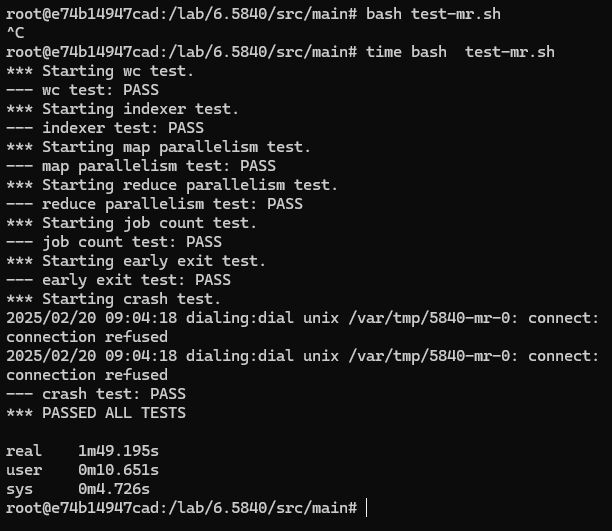 root@e74b14947cad:/lab/6.5840/src/main# bash test-mr.sh
^C
root@e74b14947cad:/lab/6.5840/src/main# time bash  test-mr.sh
*** Starting wc test.
--- wc test: PASS
*** Starting indexer test.
--- indexer test: PASS
*** Starting map parallelism test.
--- map parallelism test: PASS
*** Starting reduce parallelism test.
--- reduce parallelism test: PASS
*** Starting job count test.
--- job count test: PASS
*** Starting early exit test.
--- early exit test: PASS
*** Starting crash test.
2025/02/20 09:04:18 dialing:dial unix /var/tmp/5840-mr-0: connect:
connection refused
2025/02/20 09:04:18 dialing:dial unix /var/tmp/5840-mr-0: connect:
connection refused
--- crash test: PASS
*** PASSED ALL TESTS
real    1m49.195s
user    0m10.651s
sys     0m4.726s
root@e74b14947cad:/lab/6.5840/src/main#